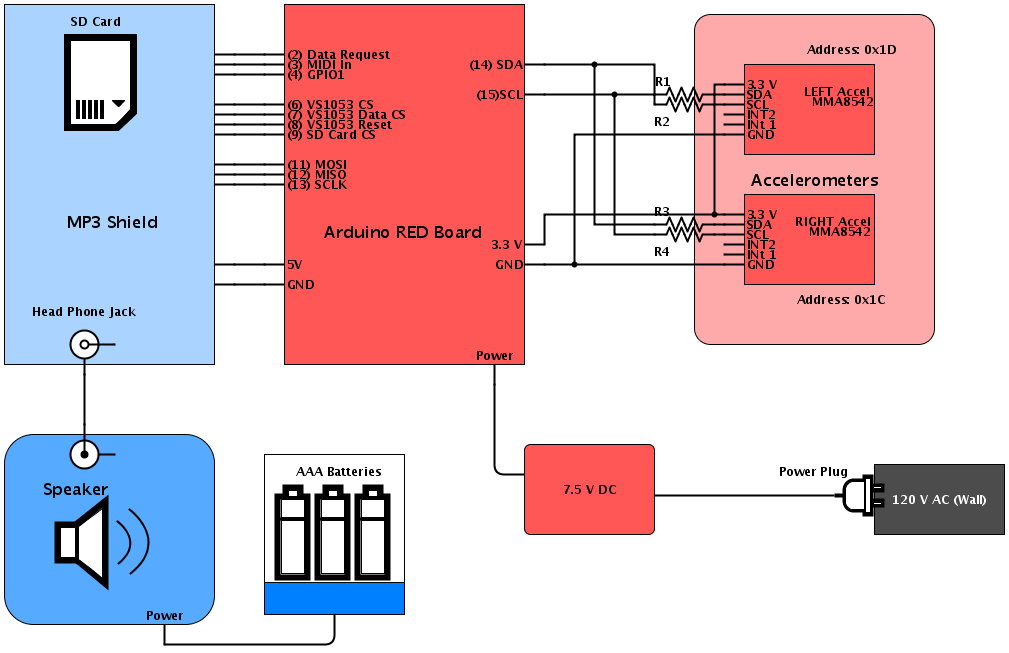 SD Card
MP3 Shield
Head Phone Jack
(2) Data Request
(3) MIDI In
(4) GPIO1
(6) VS1053 CS
(7) VS1053 Data CS
(8) VS1053 Reset
(9) SD Card CS
(11) MOSI
(12) MISO
(13) SCLK
5V
GND
Arduino RED Board
(14) SDA
(15)SCL
3.3 V
GND
Power
R1
R2
R3
R4
Address: 0x1D
3.3 V
SDA
SCL
INT2
INt 1
GND
LEFT Accel
MMA8542
Accelerometers
3.3 V
SDA
SCL
INT2
INt 1
GND
RIGHT Accel
MMA8542
Address: 0x1C
Speaker
Power
AAA Batteries
7.5 V DC
Power Plug
120 V AC (Wall)